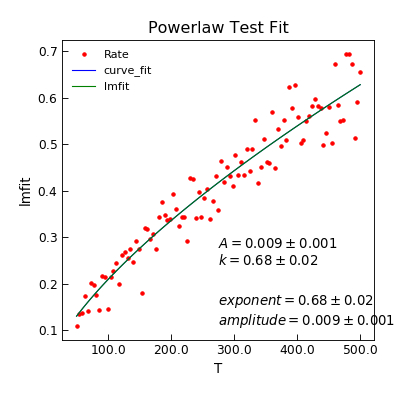 Powerlaw Test Fit
Rate
curve_fit
lmfit
0.7
0.6
0.5
0.4
0.3
0.2
0.1
lmfit
A = 0.009 ± 0.001
k = 0.68 ± 0.02
exponent = 0.68 ± 0.02
amplitude = 0.009 ± 0.001
100.0 200.0 300.0 400.0 500.0
T